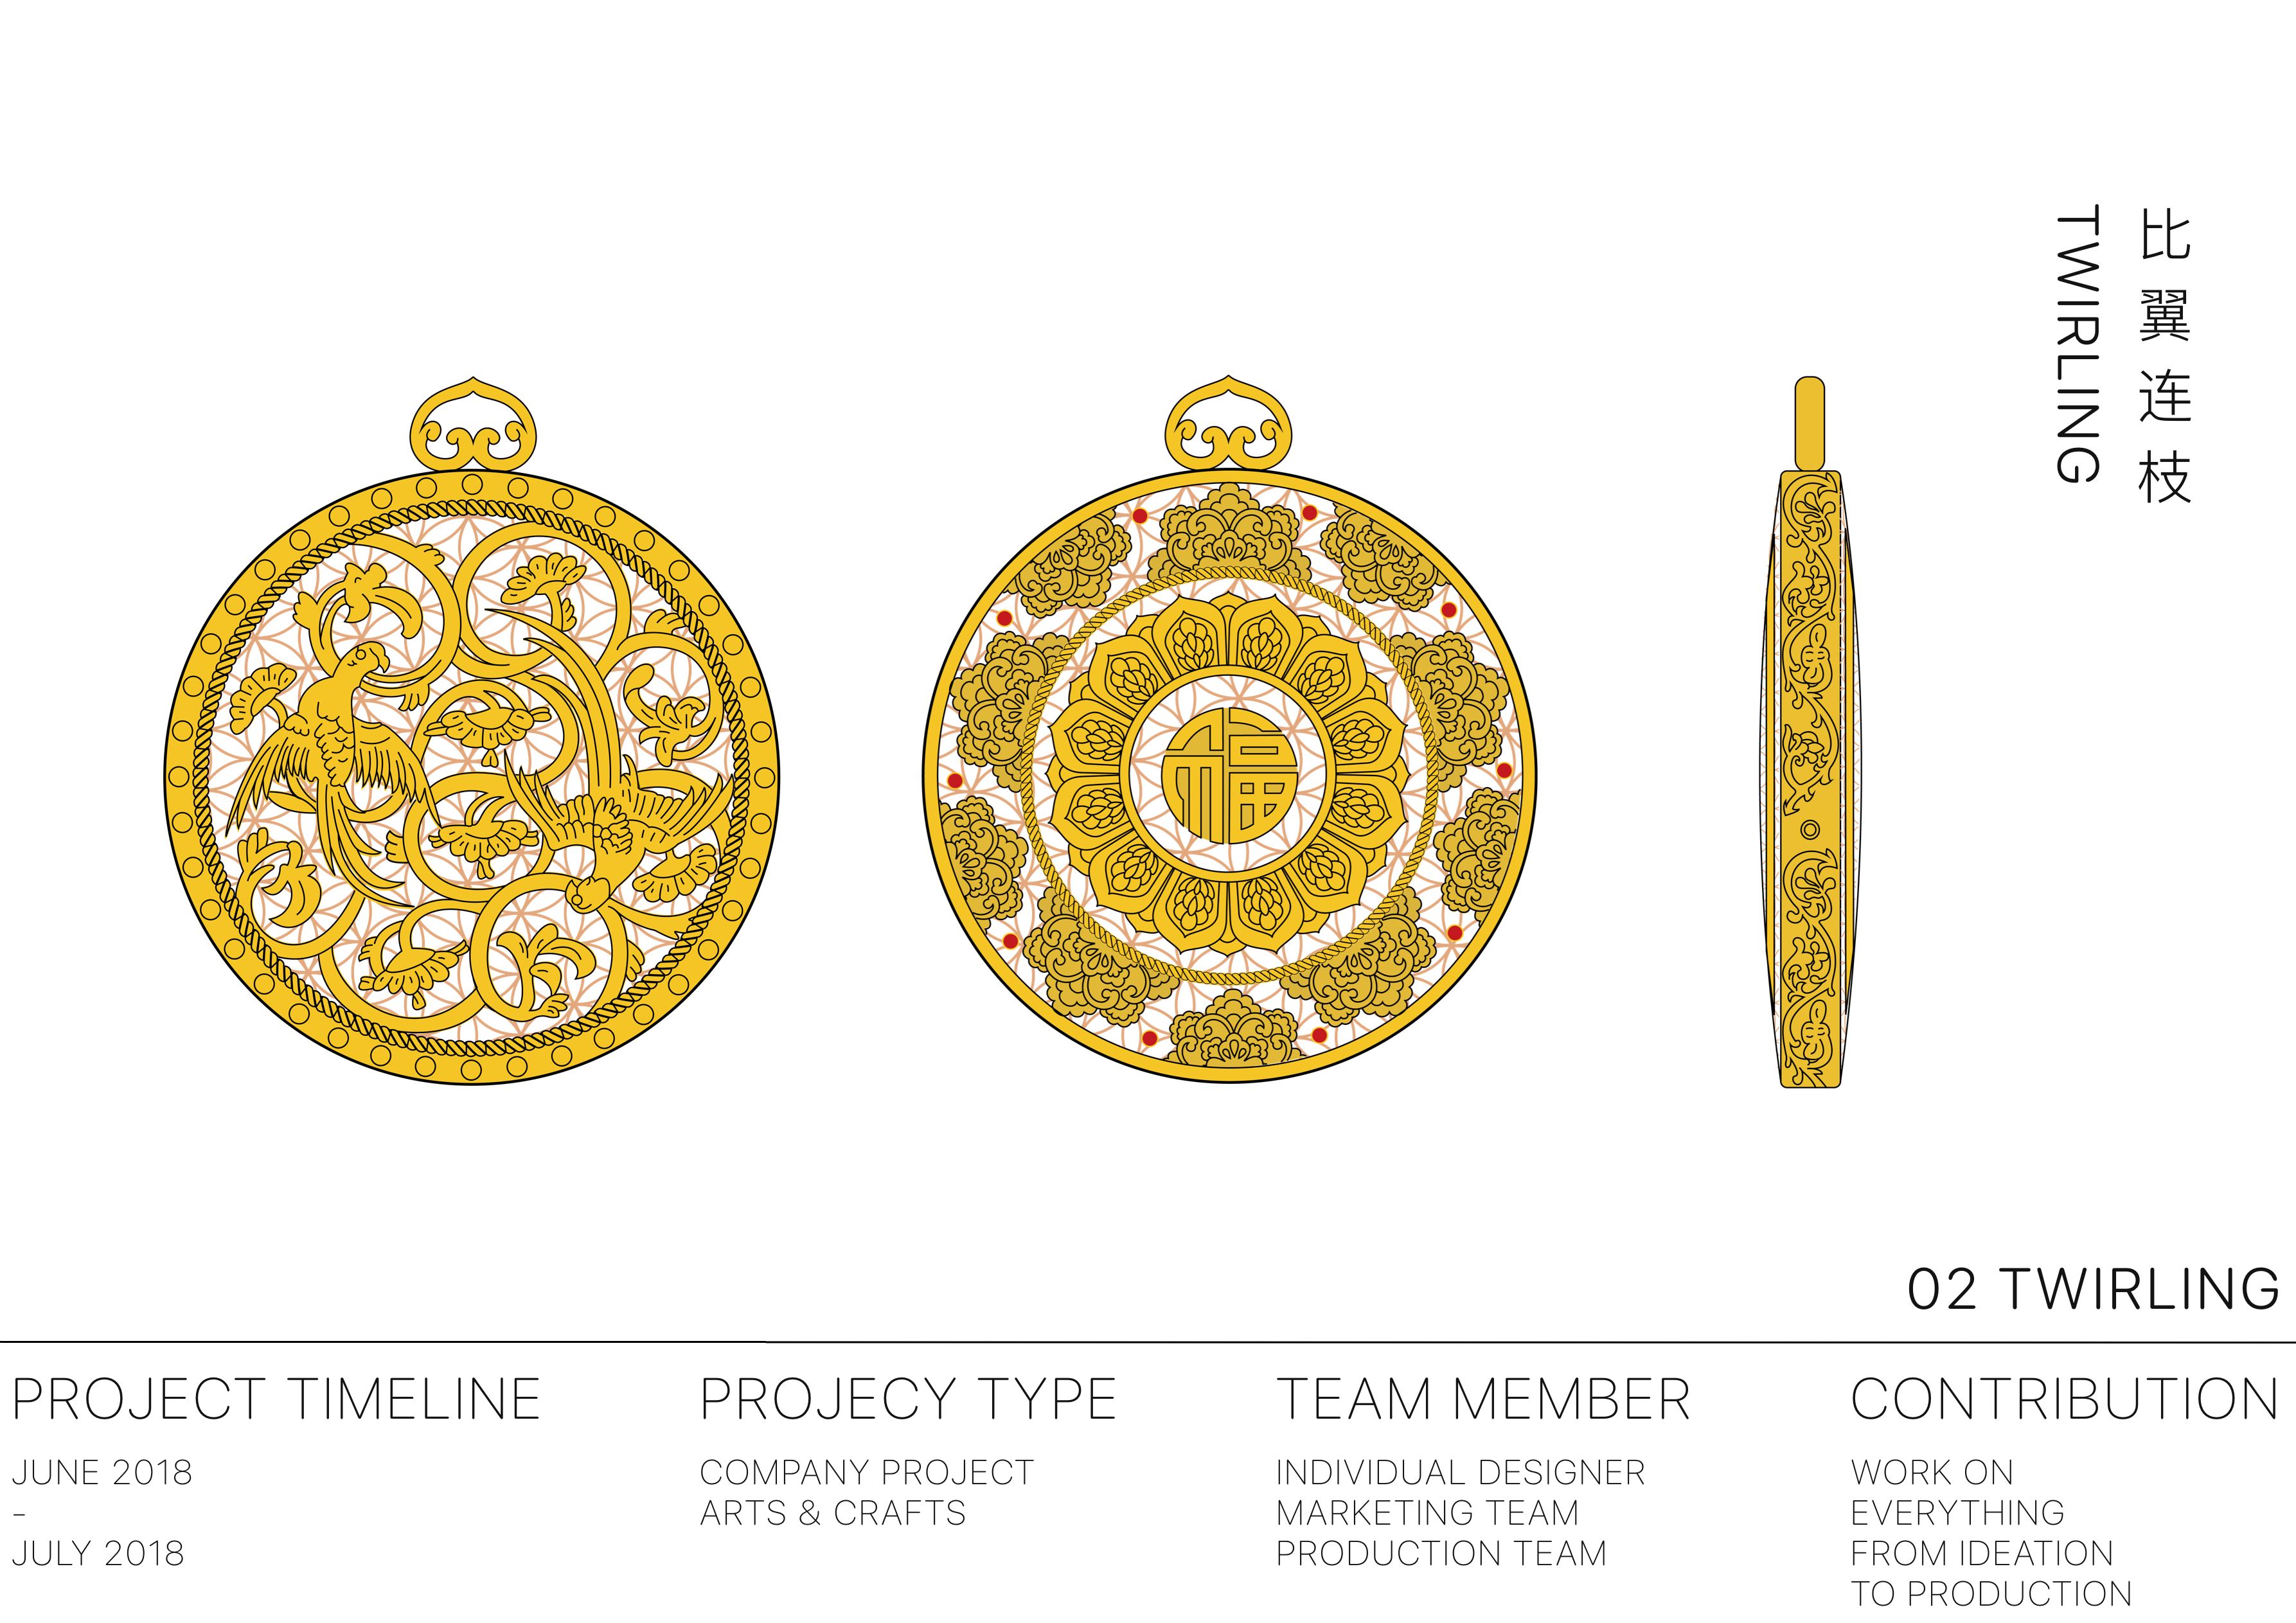 比翼连枝
TWIRLING
福
02 TWIRLING
PROJECT TIMELINE
JUNE 2018
-
JULY 2018
PROJECY TYPE
COMPANY PROJECT
ARTS & CRAFTS
TEAM MEMBER
INDIVIDUAL DESIGNER
MARKETING TEAM
PRODUCTION TEAM
CONTRIBUTION
WORK ON
EVERYTHING
FROM IDEATION
TO PRODUCTION